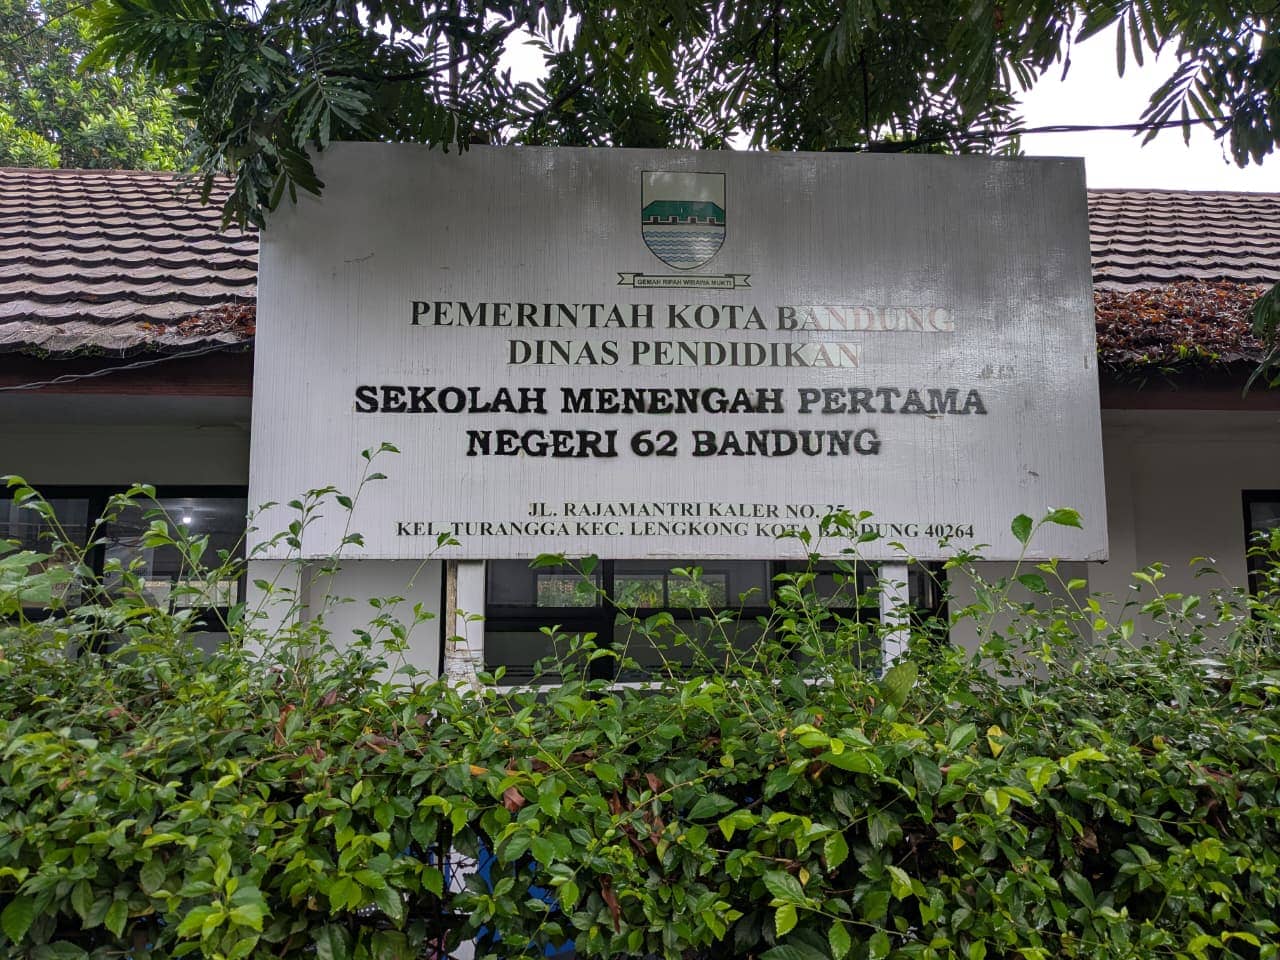 GEMAH RIPAH WIBAWA MUKTI
PEMERINTAH KOTA BANDUNG
DINAS PENDIDIKAN
SEKOLAH MENENGAH PERTAMA
NEGERI 62 BANDUNG
JL. RAJAMANTRI KALER NO. 25
KEL. TURANGGA KEC. LENGKONG KOTA BANDUNG 40264